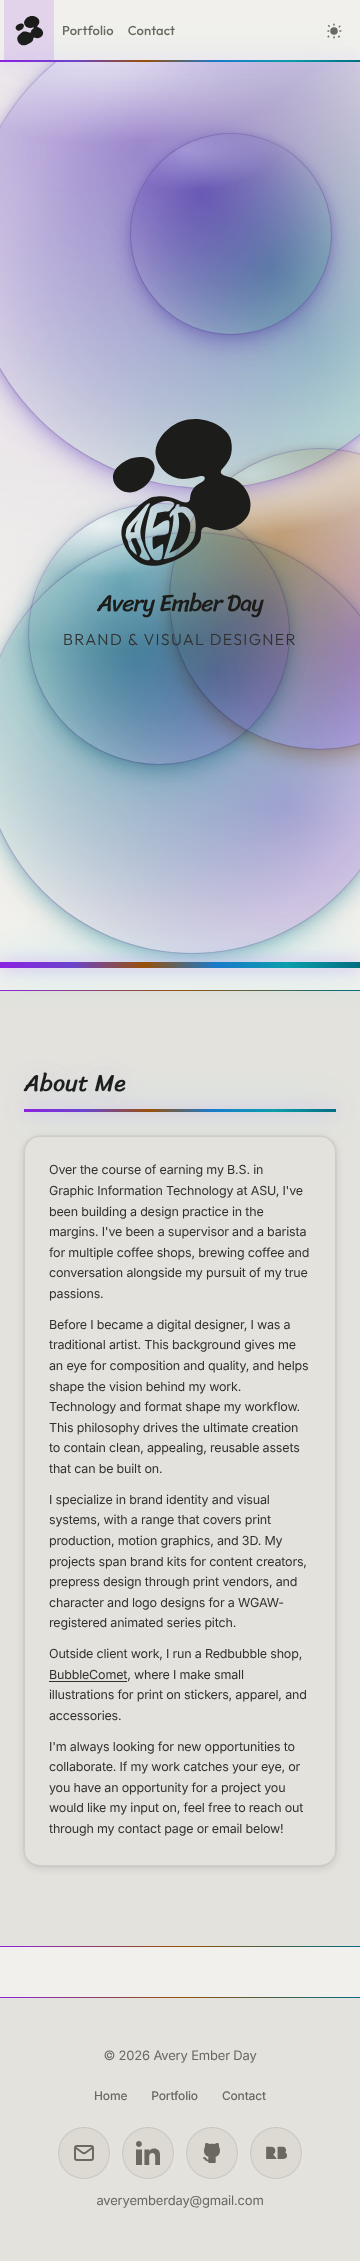 Portfolio Contact
AED
Avery Ember Day
BRAND & VISUAL DESIGNER
About Me
Over the course of earning my B.S. in
Graphic Information Technology at ASU, I've
been building a design practice in the
margins. I've been a supervisor and a barista
for multiple coffee shops, brewing coffee and
conversation alongside my pursuit of my true
passions.
Before I became a digital designer, I was a
traditional artist. This background gives me
an eye for composition and quality, and helps
shape the vision behind my work.
Technology and format shape my workflow.
This philosophy drives the ultimate creation
to contain clean, appealing, reusable assets
that can be built on.
I specialize in brand identity and visual
systems, with a range that covers print
production, motion graphics, and 3D. My
projects span brand kits for content creators,
prepress design through print vendors, and
character and logo designs for a WGAW-
registered animated series pitch.
Outside client work, I run a Redbubble shop,
BubbleComet, where I make small
illustrations for print on stickers, apparel, and
accessories.
I'm always looking for new opportunities to
collaborate. If my work catches your eye, or
you have an opportunity for a project you
would like my input on, feel free to reach out
through my contact page or email below!
© 2026 Avery Ember Day
Home Portfolio Contact
in RB
averyemberday@gmail.com